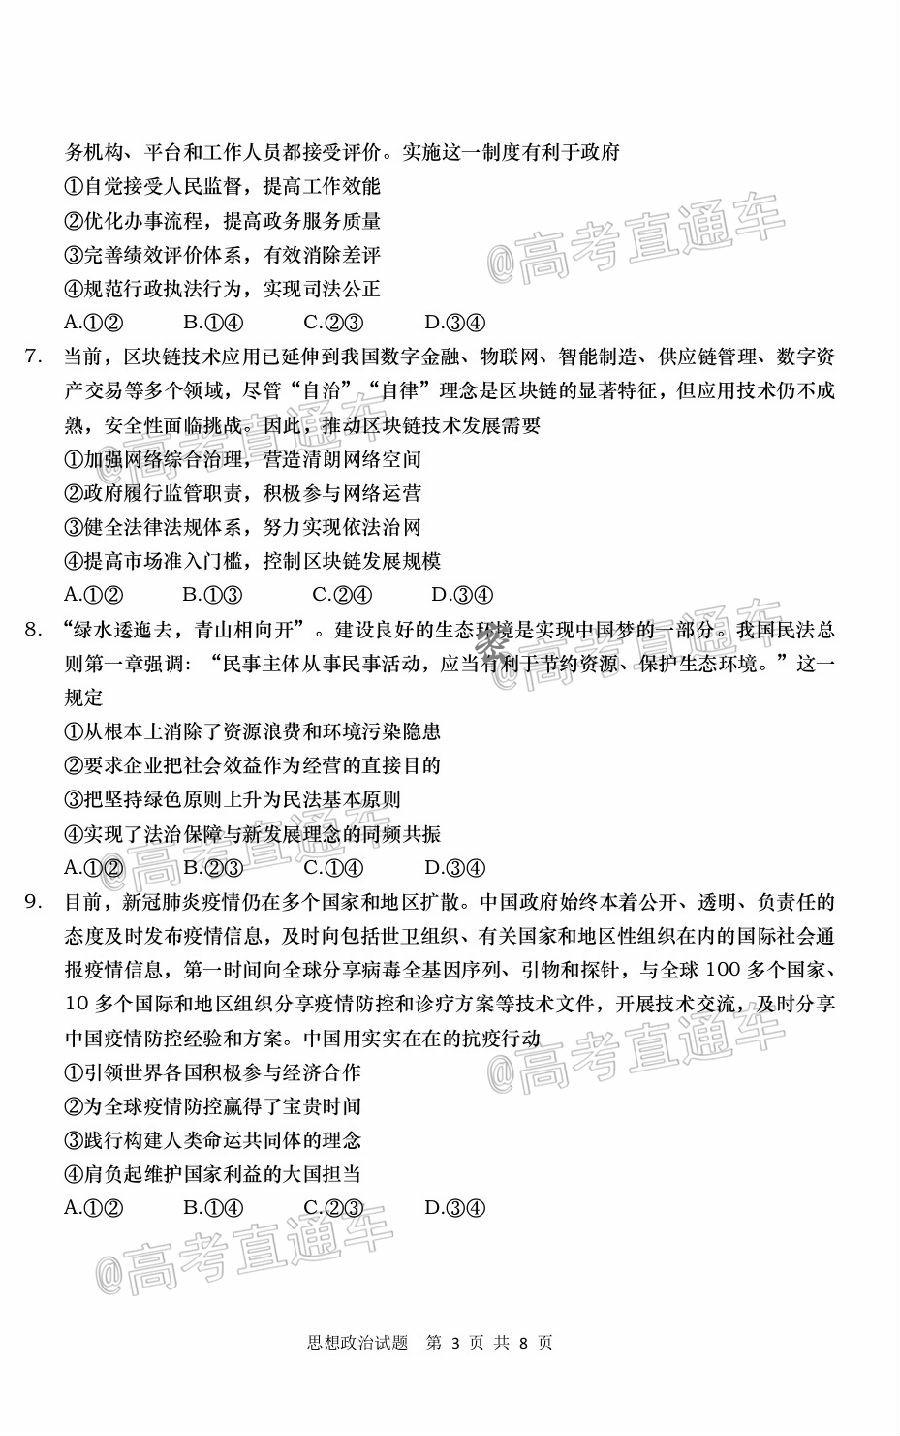 务机构、平台和工作人员都接受评价。实施这一制度有利于政府
①自觉接受人民监督，提高工作效能
②优化办事流程，提高政务服务质量
③完善绩效评价体系，有效消除差评
④规范行政执法行为，实现司法公正
A.①② B.①④ C.②③ D.③④
7. 当前，区块链技术应用已延伸到我国数字金融、物联网、智能制造、供应链管理、数字资
产交易等多个领域，尽管“自治”“自律”理念是区块链的显著特征，但应用技术仍不成
熟，安全性面临挑战。因此，推动区块链技术发展需要
①加强网络综合治理，营造清朗网络空间
②政府履行监管职责，积极参与网络运营
③健全法律法规体系，努力实现依法治网
④提高市场准入门槛，控制区块链发展规模
A.①② B.①③ C.②④ D.③④
8. “绿水逶迤去，青山相向开”。建设良好的生态环境是实现中国梦的一部分。我国民法总
则第一章强调：“民事主体从事民事活动，应当有利于节约资源、保护生态环境。”这一
规定
①从根本上消除了资源浪费和环境污染隐患
②要求企业把社会效益作为经营的直接目的
③把坚持绿色原则上升为民法基本原则
④实现了法治保障与新发展理念的同频共振
A.①② B.②③ C.①④ D.③④
9. 目前，新冠肺炎疫情仍在多个国家和地区扩散。中国政府始终本着公开、透明、负责任的
态度及时发布疫情信息，及时向包括世卫组织、有关国家和地区性组织在内的国际社会通
报疫情信息，第一时间向全球分享病毒全基因序列、引物和探针，与全球 100 多个国家、
10 多个国际和地区组织分享疫情防控和诊疗方案等技术文件，开展技术交流，及时分享
中国疫情防控经验和方案。中国用实实在在的抗疫行动
①引领世界各国积极参与经济合作
②为全球疫情防控赢得了宝贵时间
③践行构建人类命运共同体的理念
④肩负起维护国家利益的大国担当
A.①② B.①④ C.②③ D.③④
思想政治试题 第 3 页 共 8 页
@高考直通车
@高考直通车
@高考直通车
@高考直通车
@高考直通车
@高考直通车